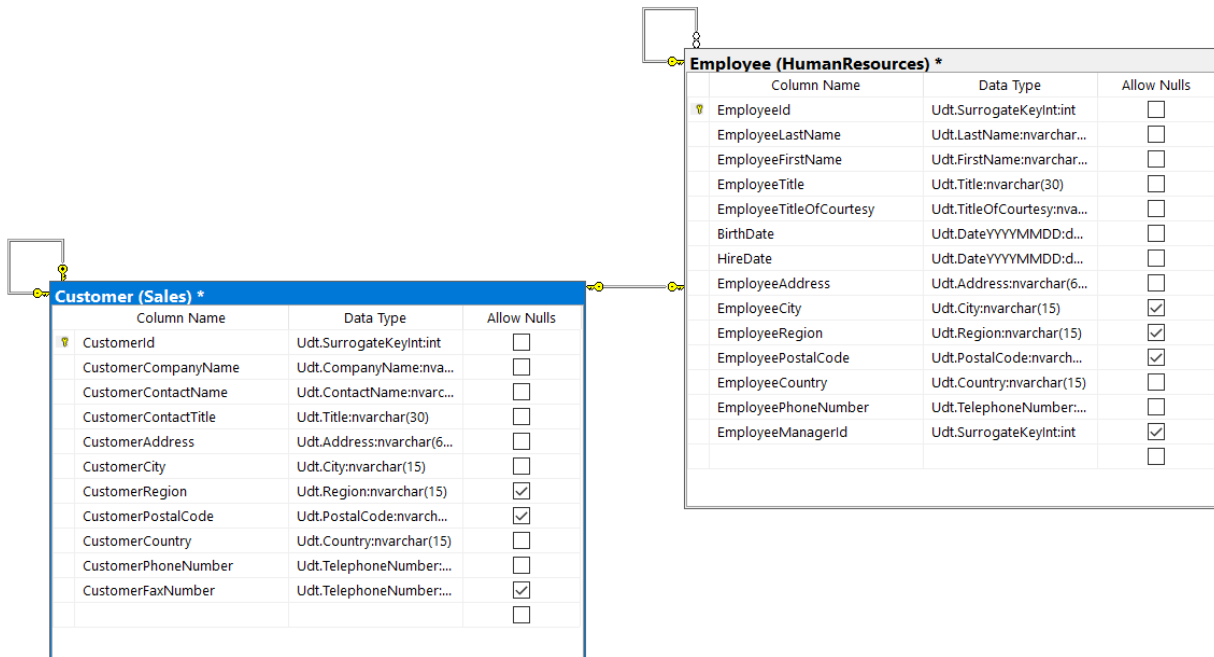 Employee (HumanResources) *
Column Name Data Type Allow Nulls
EmployeeId Udt.SurrogateKeyInt:int
EmployeeLastName Udt.LastName:nvarchar...
EmployeeFirstName Udt.FirstName:nvarchar...
EmployeeTitle Udt.Title:nvarchar(30)
EmployeeTitleOfCourtesy Udt.TitleOfCourtesy:nva...
BirthDate Udt.DateYYYYMMDD:d...
HireDate Udt.DateYYYYMMDD:d...
EmployeeAddress Udt.Address:nvarchar(6...
EmployeeCity Udt.City:nvarchar(15)
EmployeeRegion Udt.Region:nvarchar(15)
EmployeePostalCode Udt.PostalCode:nvarch...
EmployeeCountry Udt.Country:nvarchar(15)
EmployeePhoneNumber Udt.TelephoneNumber:...
EmployeeManagerId Udt.SurrogateKeyInt:int
Customer (Sales) *
Column Name Data Type Allow Nulls
CustomerId Udt.SurrogateKeyInt:int
CustomerCompanyName Udt.CompanyName:nva...
CustomerContactName Udt.ContactName:nvarc...
CustomerContactTitle Udt.Title:nvarchar(30)
CustomerAddress Udt.Address:nvarchar(6...
CustomerCity Udt.City:nvarchar(15)
CustomerRegion Udt.Region:nvarchar(15)
CustomerPostalCode Udt.PostalCode:nvarch...
CustomerCountry Udt.Country:nvarchar(15)
CustomerPhoneNumber Udt.TelephoneNumber:...
CustomerFaxNumber Udt.TelephoneNumber:...